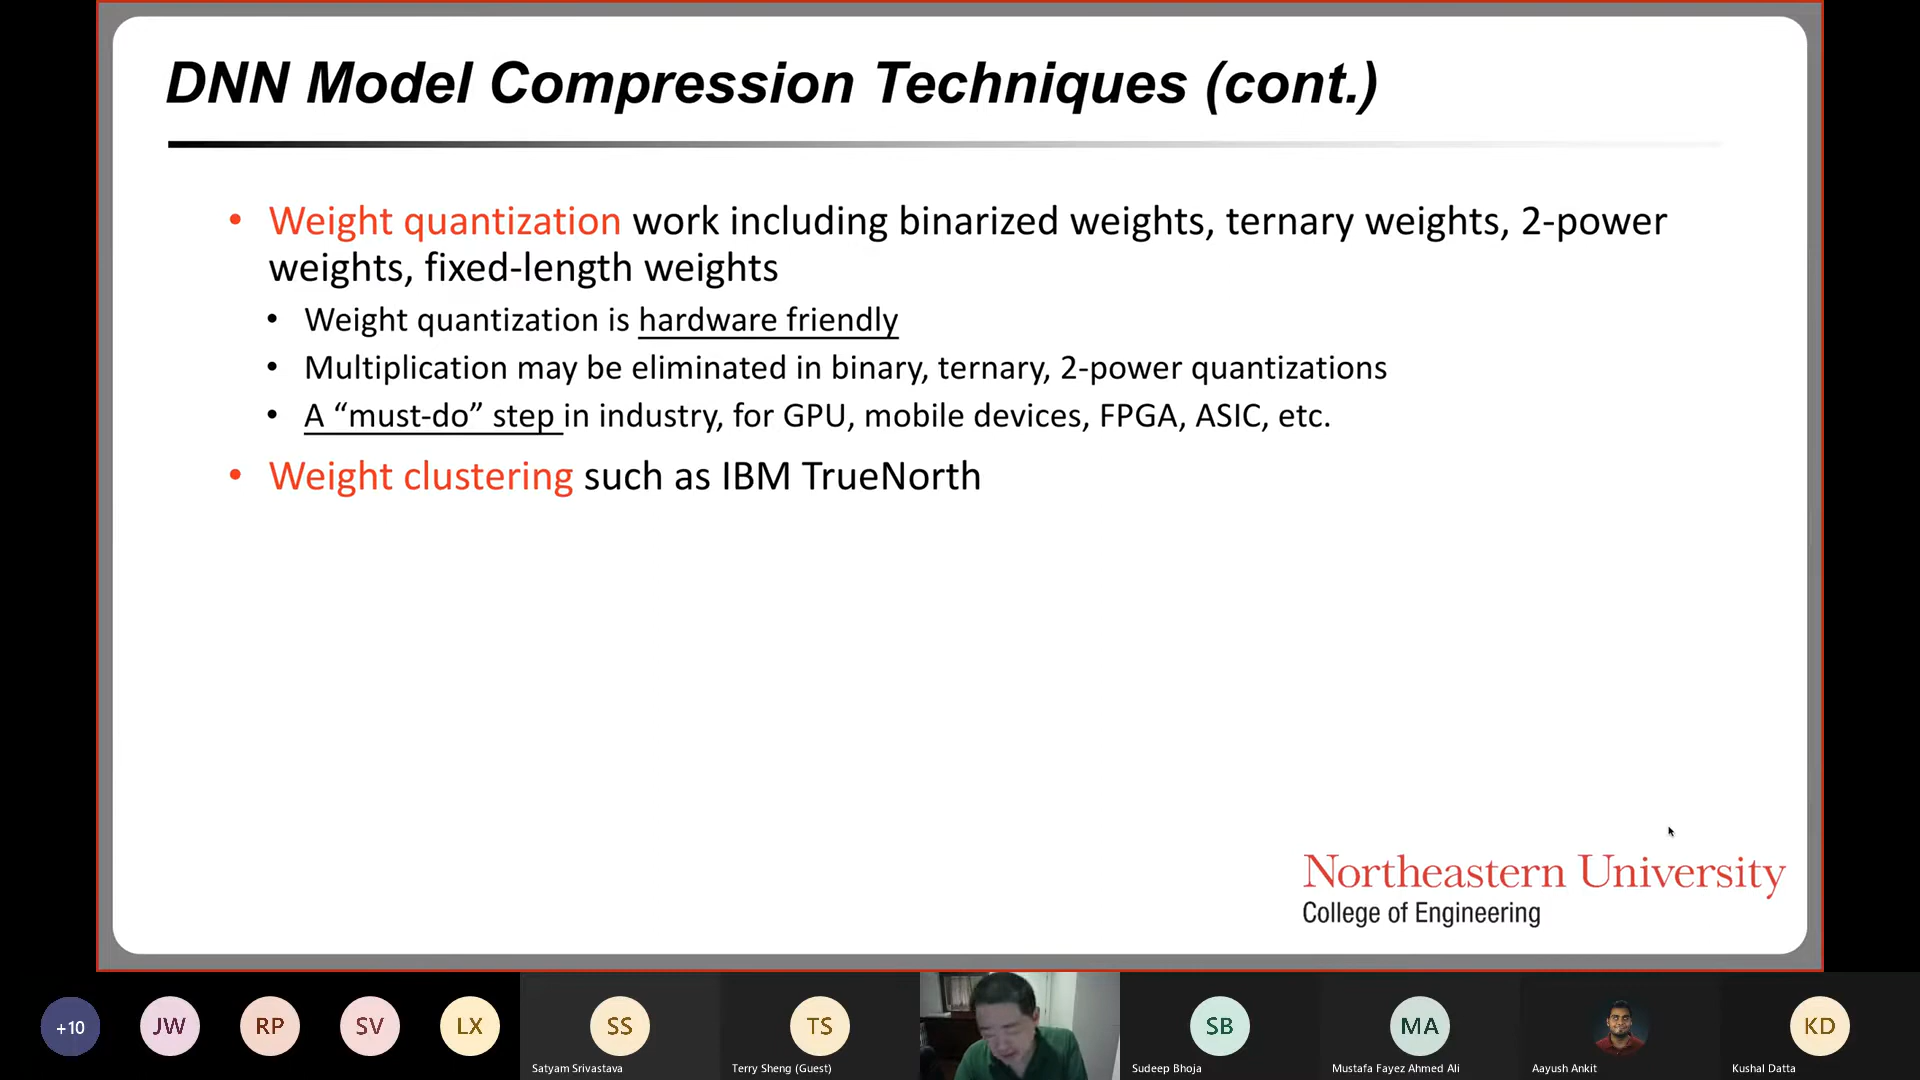 DNN Model Compression Techniques (cont.)
• Weight quantization work including binarized weights, ternary weights, 2-power
weights, fixed-length weights
• Weight quantization is hardware friendly
• Multiplication may be eliminated in binary, ternary, 2-power quantizations
• A “must-do” step in industry, for GPU, mobile devices, FPGA, ASIC, etc.
• Weight clustering such as IBM TrueNorth
Northeastern University
College of Engineering
+10
JW
RP
SV
LX
SS
TS
SB
MA
KD
Satyam Srivastava
Terry Sheng (Guest)
Sudeep Bhoja
Mustafa Fayez Ahmed Ali
Aayush Ankit
Kushal Datta